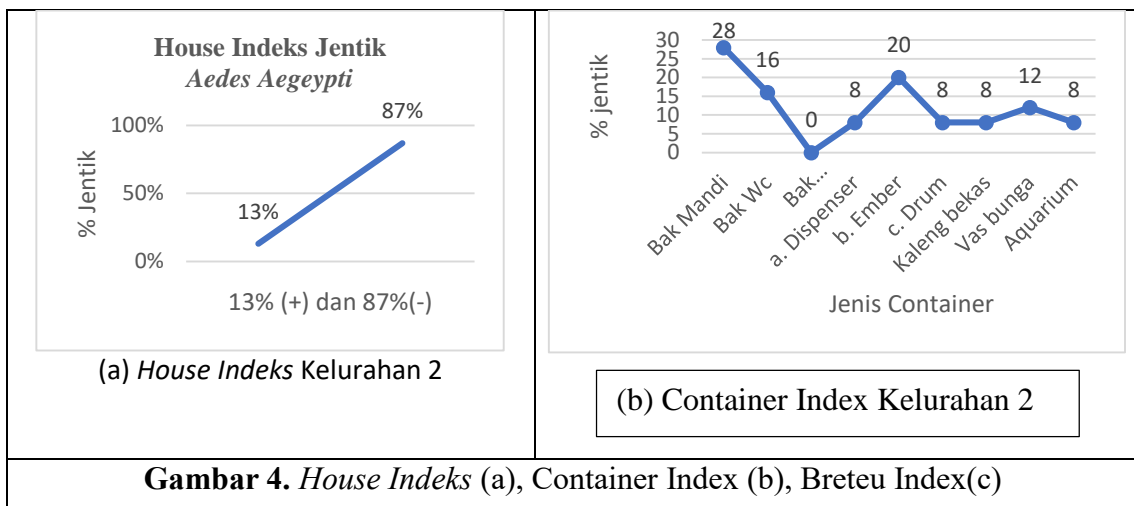 House Indeks Jentik
Aedes Aegeypti
% Jentik
100%
50%
0%
13%
87%
13% (+) dan 87%(-)
(a) House Indeks Kelurahan 2
% jentik
30
25
20
15
10
5
0
28
16
0
8
20
8
8
12
8
Bak Mandi
Bak Wc
Bak...
a. Dispenser
b. Ember
c. Drum
Kaleng bekas
Vas bunga
Aquarium
Jenis Container
(b) Container Index Kelurahan 2
Gambar 4. House Indeks (a), Container Index (b), Breteu Index(c)